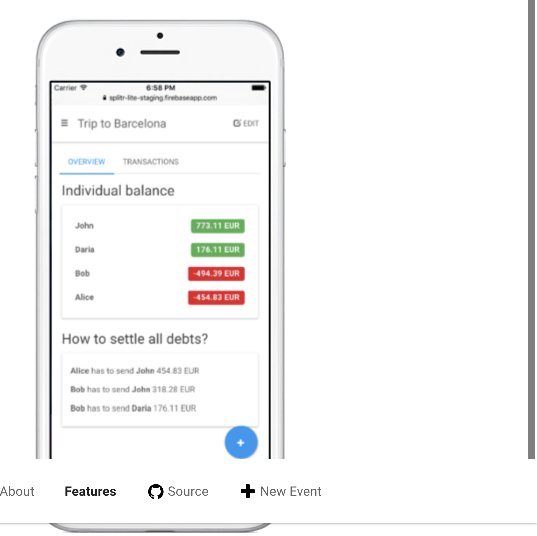 Carrier 6:58 PM
splitr-lite-staging.firebaseapp.com
Trip to Barcelona EDIT
OVERVIEW TRANSACTIONS
Individual balance
John 773.11 EUR
Daria 176.11 EUR
Bob -494.39 EUR
Alice -454.83 EUR
How to settle all debts?
Alice has to send John 454.83 EUR
Bob has to send John 318.28 EUR
Bob has to send Daria 176.11 EUR
+
About Features Source New Event